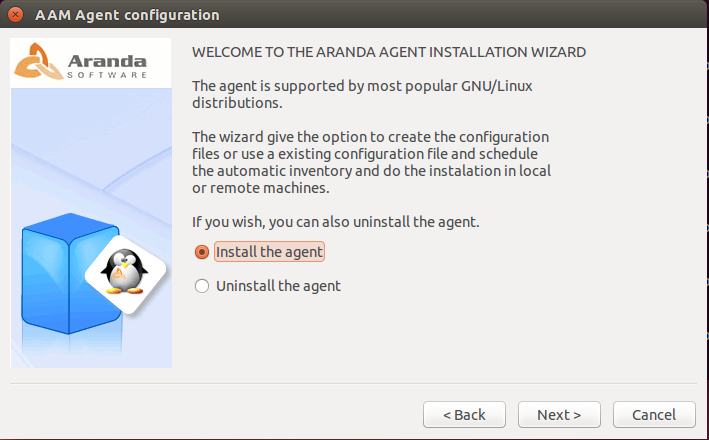 AAM Agent configuration
Aranda
SOFTWARE
WELCOME TO THE ARANDA AGENT INSTALLATION WIZARD
The agent is supported by most popular GNU/Linux
distributions.
The wizard give the option to create the configuration
files or use a existing configuration file and schedule
the automatic inventory and do the instalation in local
or remote machines.
If you wish, you can also uninstall the agent.
Install the agent
Uninstall the agent
< Back
Next >
Cancel